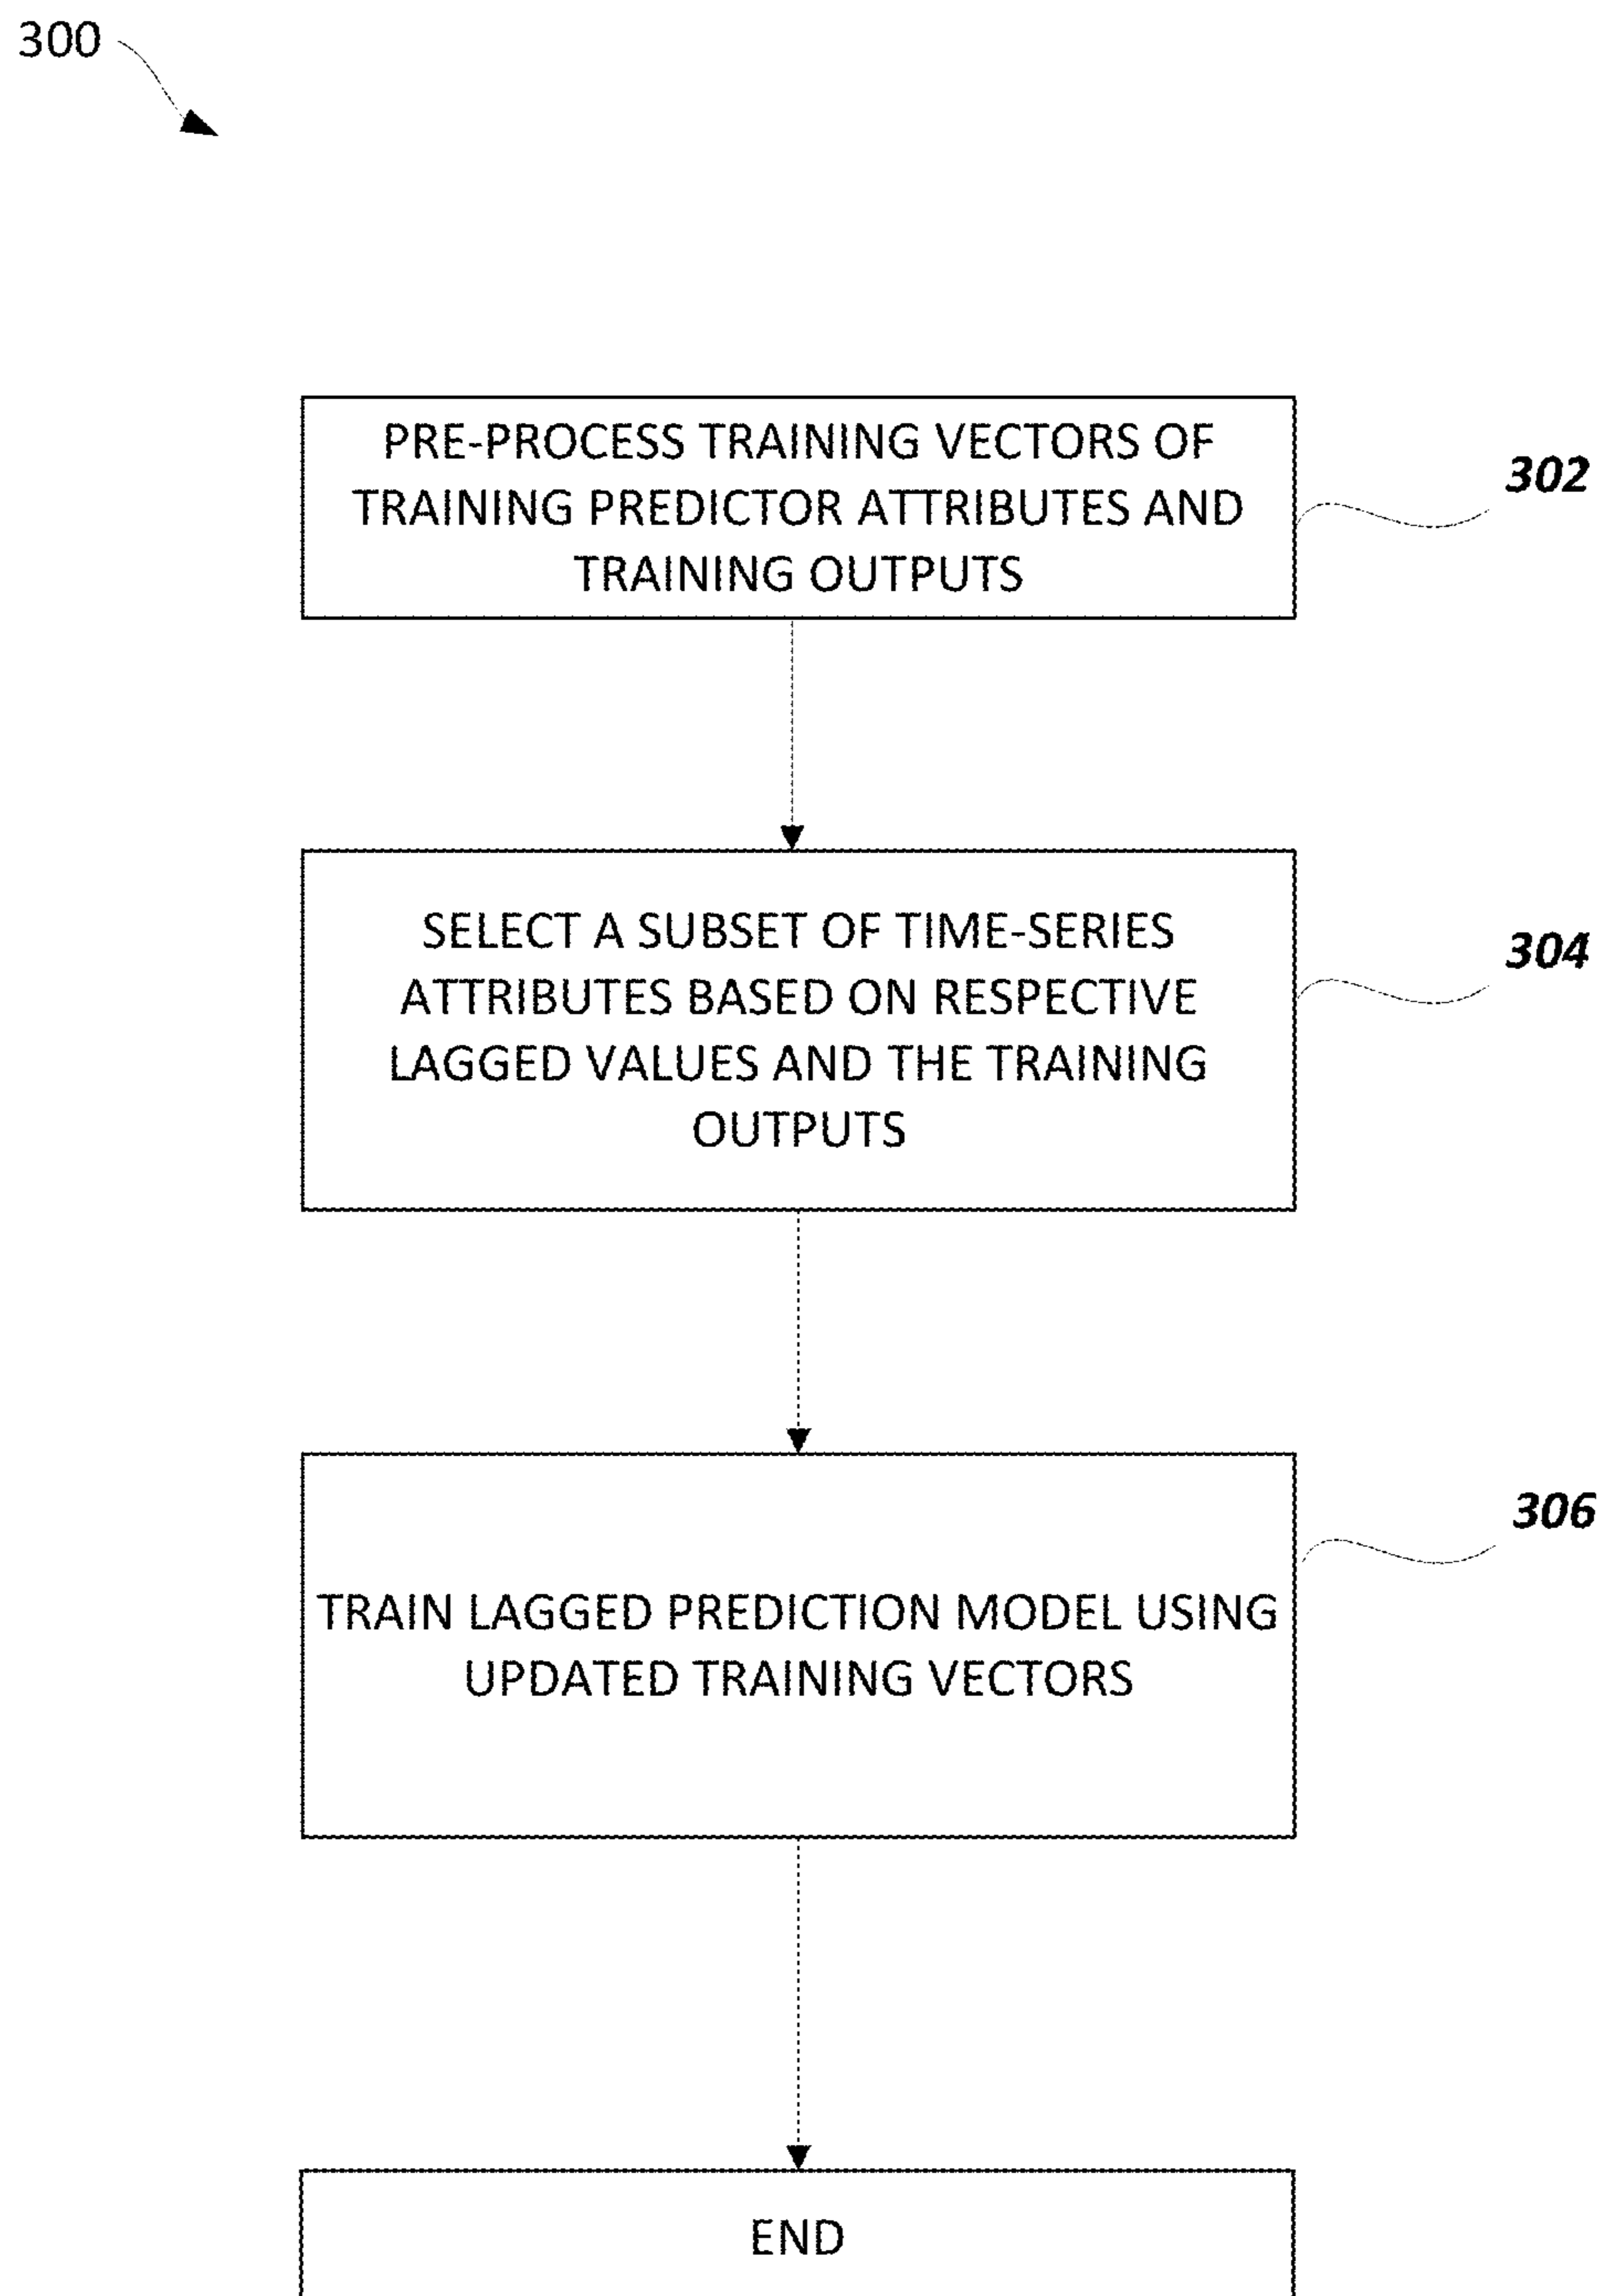 300
PRE-PROCESS TRAINING VECTORS OF
TRAINING PREDICTOR ATTRIBUTES AND
TRAINING OUTPUTS
302
SELECT A SUBSET OF TIME-SERIES
ATTRIBUTES BASED ON RESPECTIVE
LAGGED VALUES AND THE TRAINING
OUTPUTS
304
TRAIN LAGGED PREDICTION MODEL USING
UPDATED TRAINING VECTORS
306
END